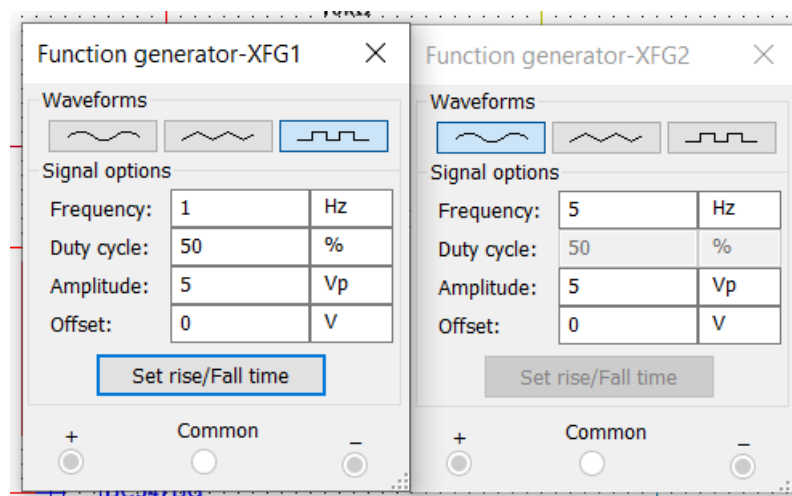 Function generator-XFG1
Waveforms
Signal options
Frequency: 1 Hz
Duty cycle: 50 %
Amplitude: 5 Vp
Offset: 0 V
Set rise/Fall time
+ Common −
Function generator-XFG2
Waveforms
Signal options
Frequency: 5 Hz
Duty cycle: 50 %
Amplitude: 5 Vp
Offset: 0 V
Set rise/Fall time
+ Common −